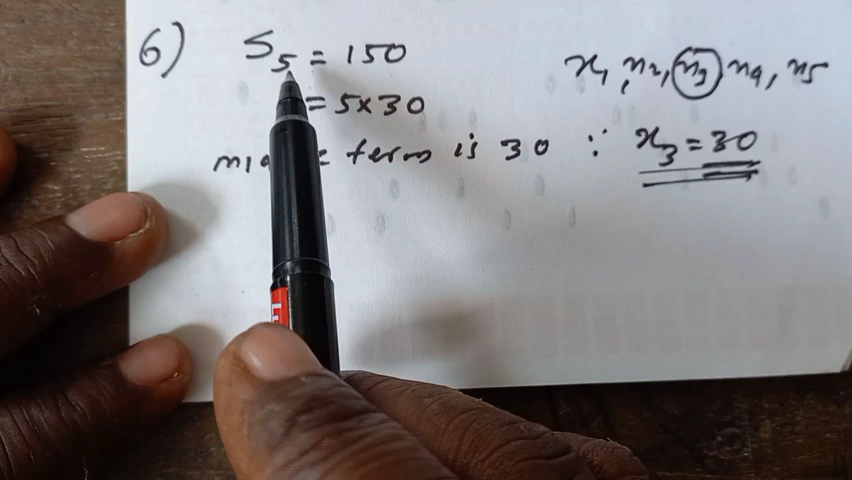 6) S₅ = 150
x₁, x₂, x₃, x₄, x₅
= 5×30
term is 30 ∵ x₃ = 30